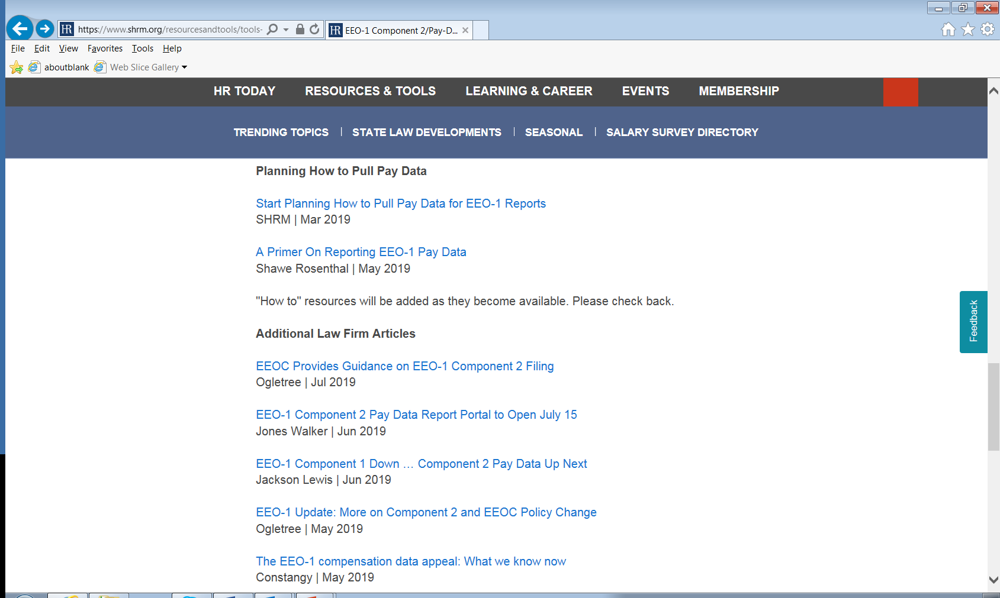 HR https://www.shrm.org/resourcesandtools/tools- HR EEO-1 Component 2/Pay-D...
File Edit View Favorites Tools Help
aboutblank Web Slice Gallery
HR TODAY RESOURCES & TOOLS LEARNING & CAREER EVENTS MEMBERSHIP
TRENDING TOPICS | STATE LAW DEVELOPMENTS | SEASONAL | SALARY SURVEY DIRECTORY
Planning How to Pull Pay Data
Start Planning How to Pull Pay Data for EEO-1 Reports
SHRM | Mar 2019
A Primer On Reporting EEO-1 Pay Data
Shawe Rosenthal | May 2019
"How to" resources will be added as they become available. Please check back.
Additional Law Firm Articles
EEOC Provides Guidance on EEO-1 Component 2 Filing
Ogletree | Jul 2019
EEO-1 Component 2 Pay Data Report Portal to Open July 15
Jones Walker | Jun 2019
EEO-1 Component 1 Down … Component 2 Pay Data Up Next
Jackson Lewis | Jun 2019
EEO-1 Update: More on Component 2 and EEOC Policy Change
Ogletree | May 2019
The EEO-1 compensation data appeal: What we know now
Constangy | May 2019
Feedback